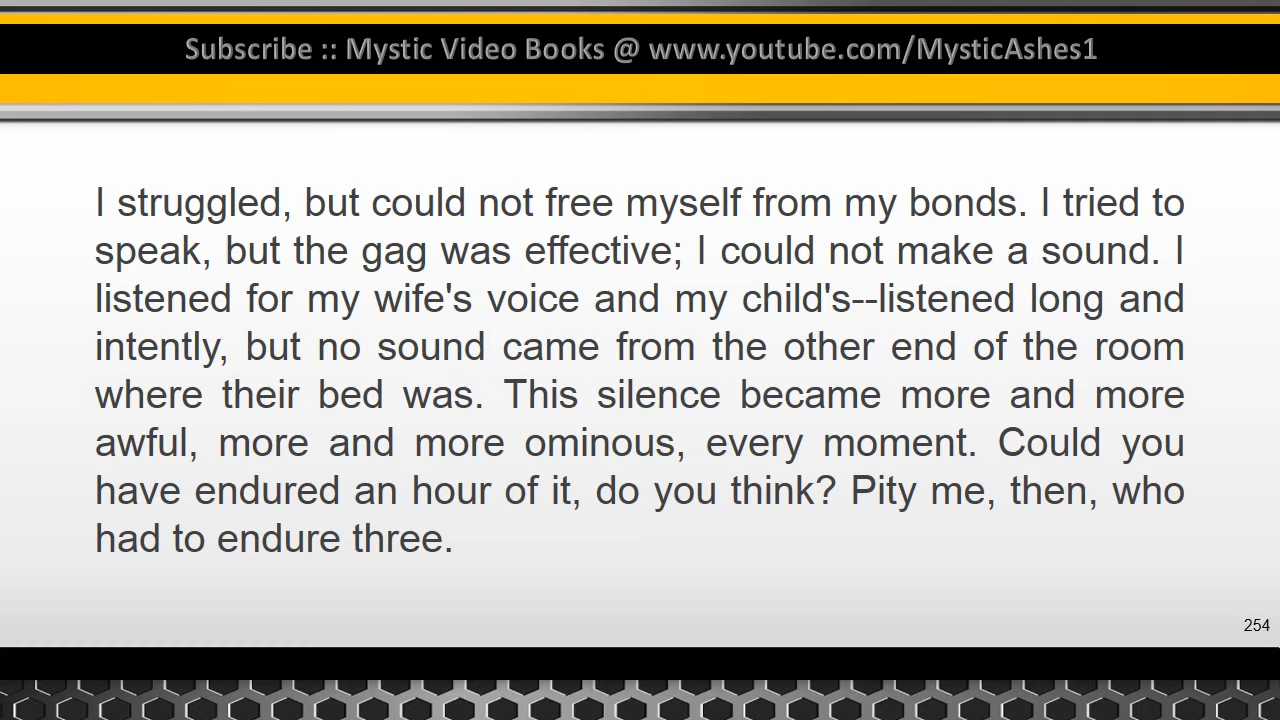 Subscribe :: Mystic Video Books @ www.youtube.com/MysticAshes1
I struggled, but could not free myself from my bonds. I tried to
speak, but the gag was effective; I could not make a sound. I
listened for my wife's voice and my child's--listened long and
intently, but no sound came from the other end of the room
where their bed was. This silence became more and more
awful, more and more ominous, every moment. Could you
have endured an hour of it, do you think? Pity me, then, who
had to endure three.
254